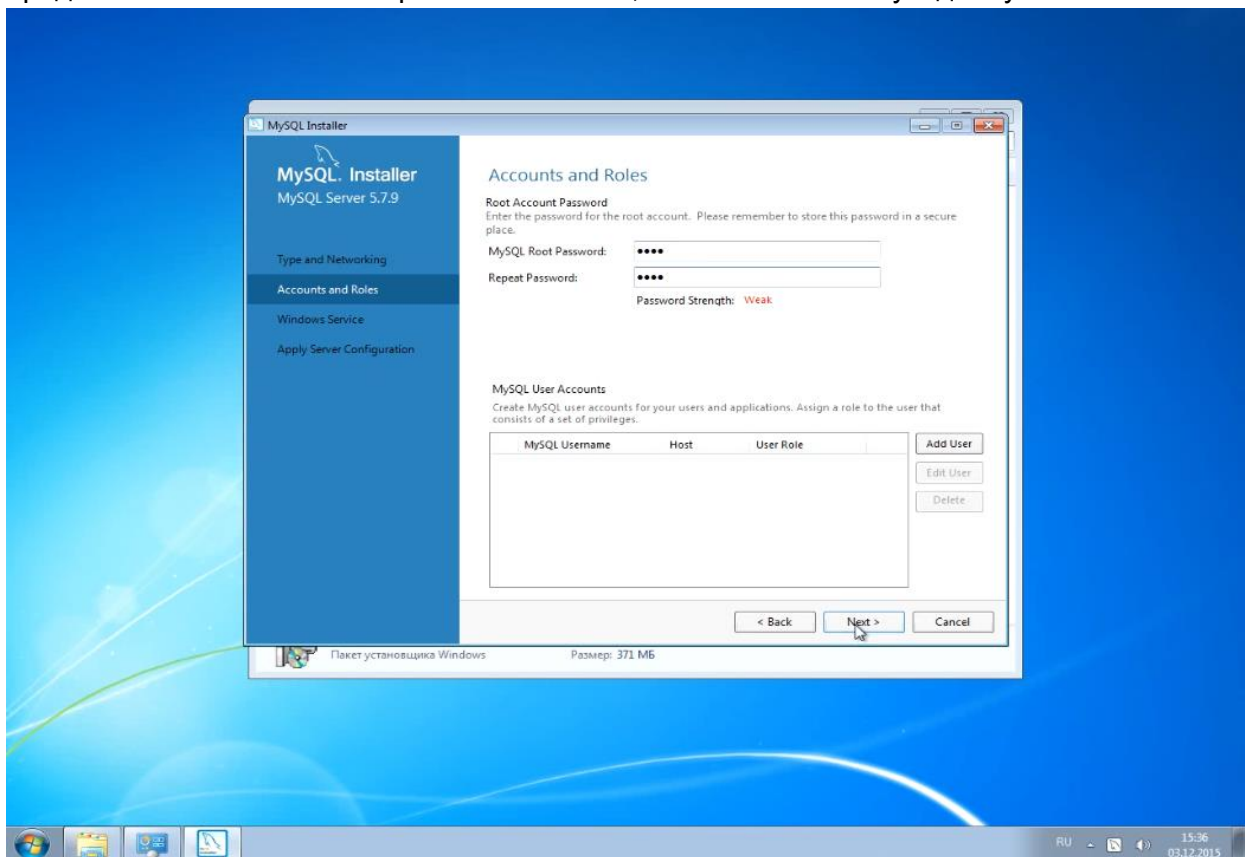 MySQL Installer
MySQL. Installer
MySQL Server 5.7.9
Type and Networking
Accounts and Roles
Windows Service
Apply Server Configuration
Accounts and Roles
Root Account Password
Enter the password for the root account. Please remember to store this password in a secure
place.
MySQL Root Password: ••••
Repeat Password: ••••
Password Strength: Weak
MySQL User Accounts
Create MySQL user accounts for your users and applications. Assign a role to the user that
consists of a set of privileges.
MySQL Username Host User Role
Add User
Edit User
Delete
< Back Next > Cancel
Пакет установщика Windows Размер: 371 МБ
RU 15:36
03.12.2015